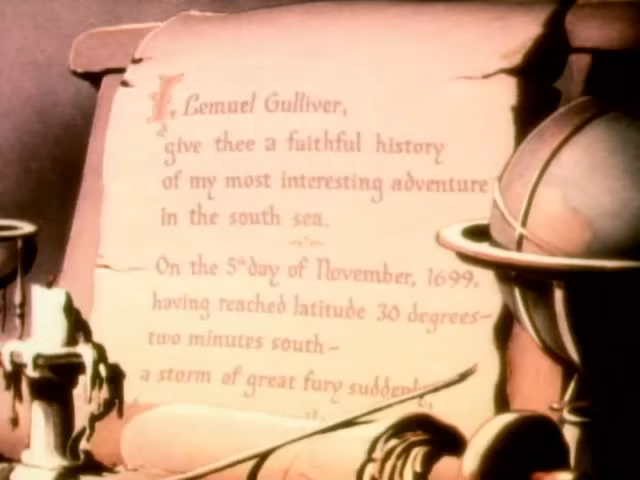 I, Lemuel Gulliver,
give thee a faithful history
of my most interesting adventure
in the south sea.
On the 5th day of November, 1699,
having reached latitude 30 degrees-
two minutes south-
a storm of great fury suddenly,